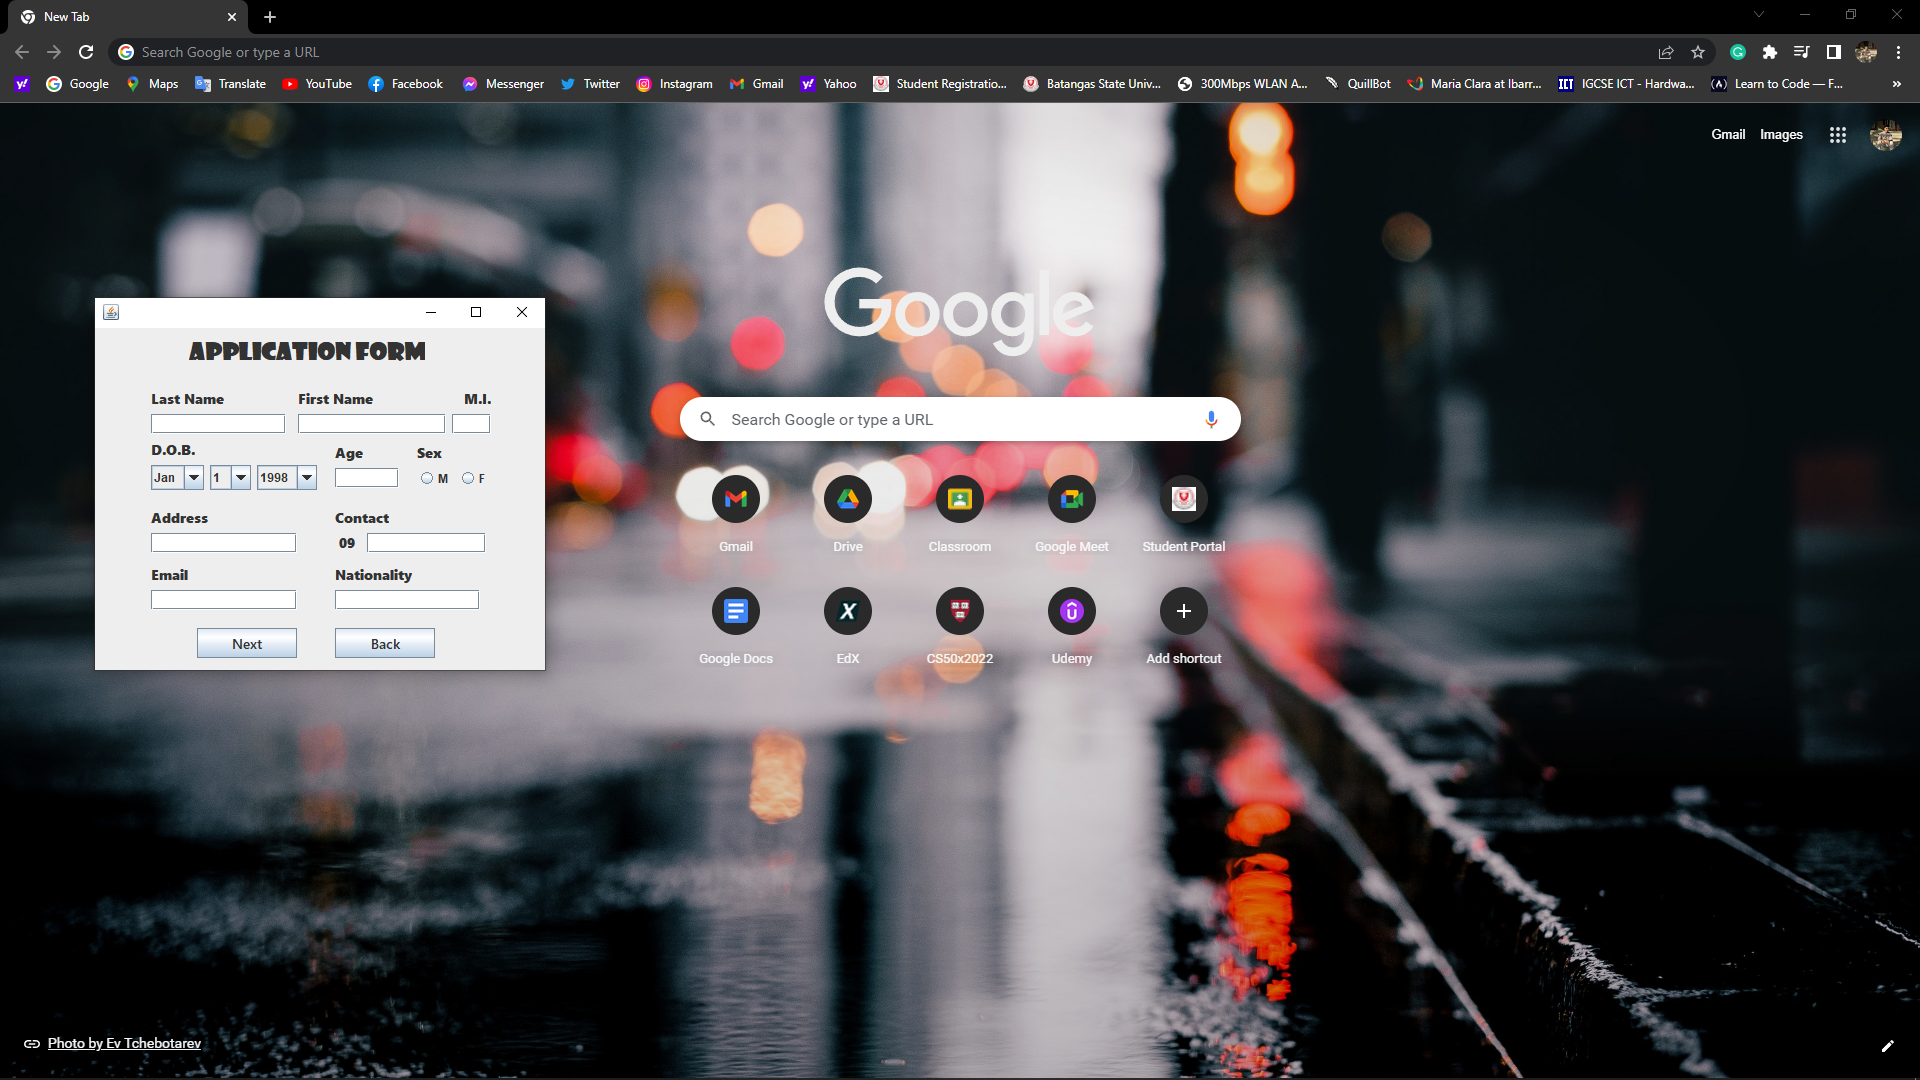 New Tab
Search Google or type a URL
Google Maps Translate YouTube Facebook Messenger Twitter Instagram Gmail Yahoo Student Registratio... Batangas State Univ... 300Mbps WLAN A... QuillBot Maria Clara at Ibarr... ICT IGCSE ICT - Hardwa... Learn to Code — F... »
Gmail Images
Google
APPLICATION FORM
Last Name First Name M.I.
Search Google or type a URL
D.O.B. Age Sex
Jan 1 1998 M F
Address Contact
09
Gmail Drive Classroom Google Meet Student Portal
Email Nationality
Next Back
Google Docs EdX CS50x2022 Udemy Add shortcut
Photo by Ev Tchebotarev